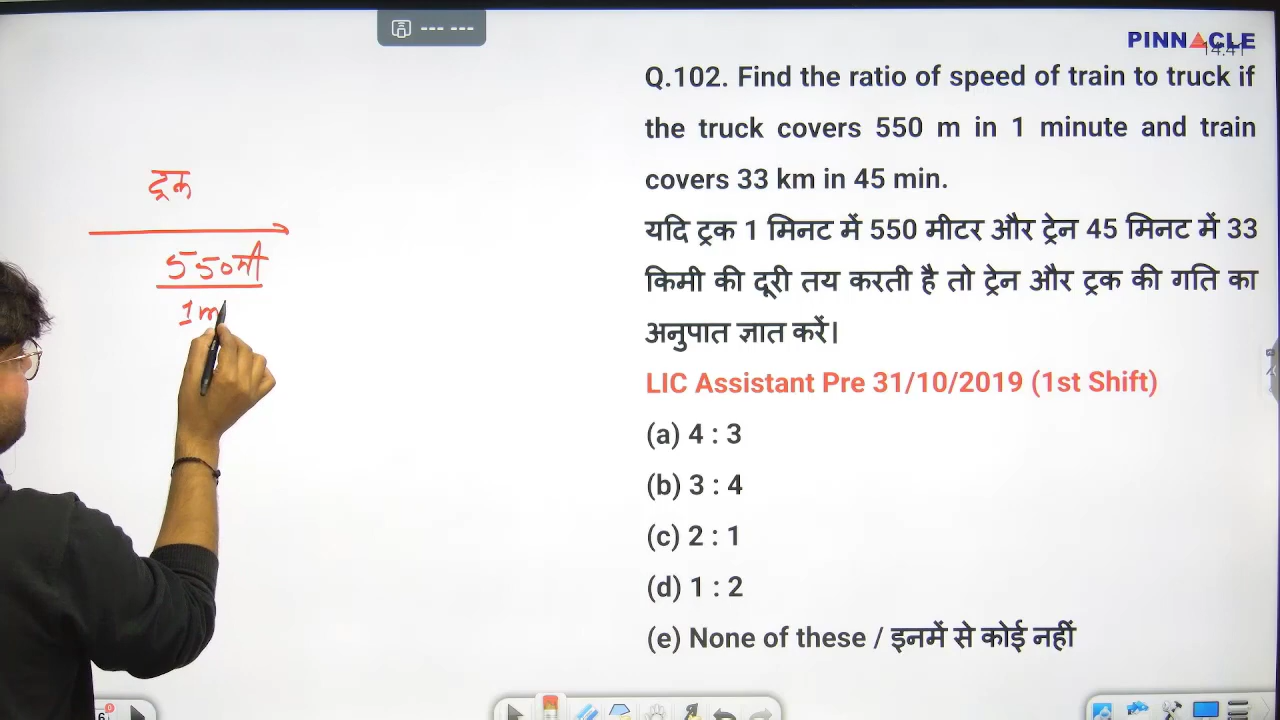 PINNACLE
14:41
Q.102. Find the ratio of speed of train to truck if
the truck covers 550 m in 1 minute and train
covers 33 km in 45 min.
यदि ट्रक 1 मिनट में 550 मीटर और ट्रेन 45 मिनट में 33
किमी की दूरी तय करती है तो ट्रेन और ट्रक की गति का
अनुपात ज्ञात करें|
LIC Assistant Pre 31/10/2019 (1st Shift)
(a) 4 : 3
(b) 3 : 4
(c) 2 : 1
(d) 1 : 2
(e) None of these / इनमें से कोई नहीं
ट्रक
550मी
1m